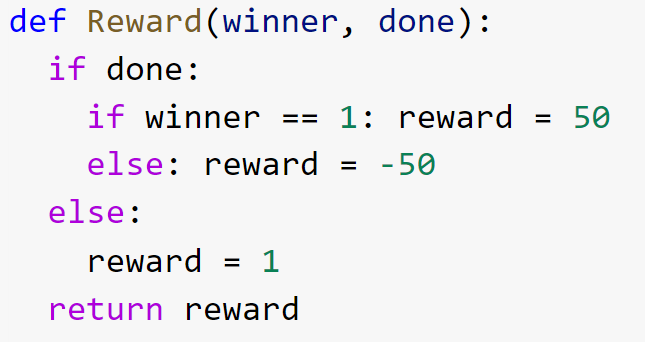 def Reward(winner, done):
  if done:
    if winner == 1: reward = 50
    else: reward = -50
  else:
    reward = 1
  return reward